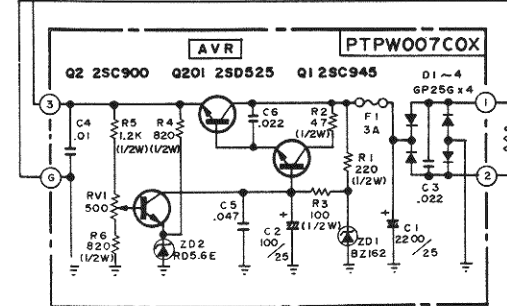 AVR
PTPW007C0X
Q2 2SC900
Q201 2SD525
Q1 2SC945
D1 ~ 4
GP25G x 4
3
C4
.01
R5
1.2K
(1/2W)
R4
820
(1/2W)
C6
.022
R2
47
(1/2W)
F1
3A
1
G
RV1
500
R1
220
(1/2W)
C3
.022
2
R6
820
(1/2W)
ZD2
RD5.6E
C5
.047
C2
100/25
+
R3
100
(1/2W)
ZD1
BZ162
+
C1
2200/25